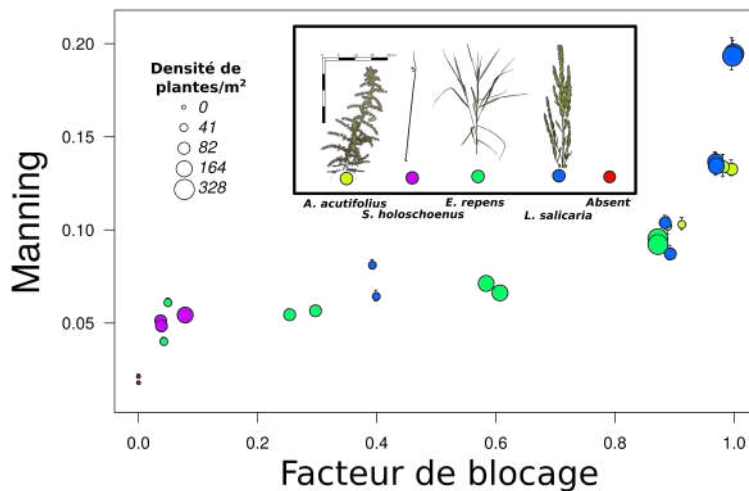 0.20
0.15
0.10
0.05
Manning
Densité de
plantes/m²
0
41
82
164
328
A. acutifolius
S. holoschoenus
E. repens
L. salicaria
Absent
0.0 0.2 0.4 0.6 0.8 1.0
Facteur de blocage